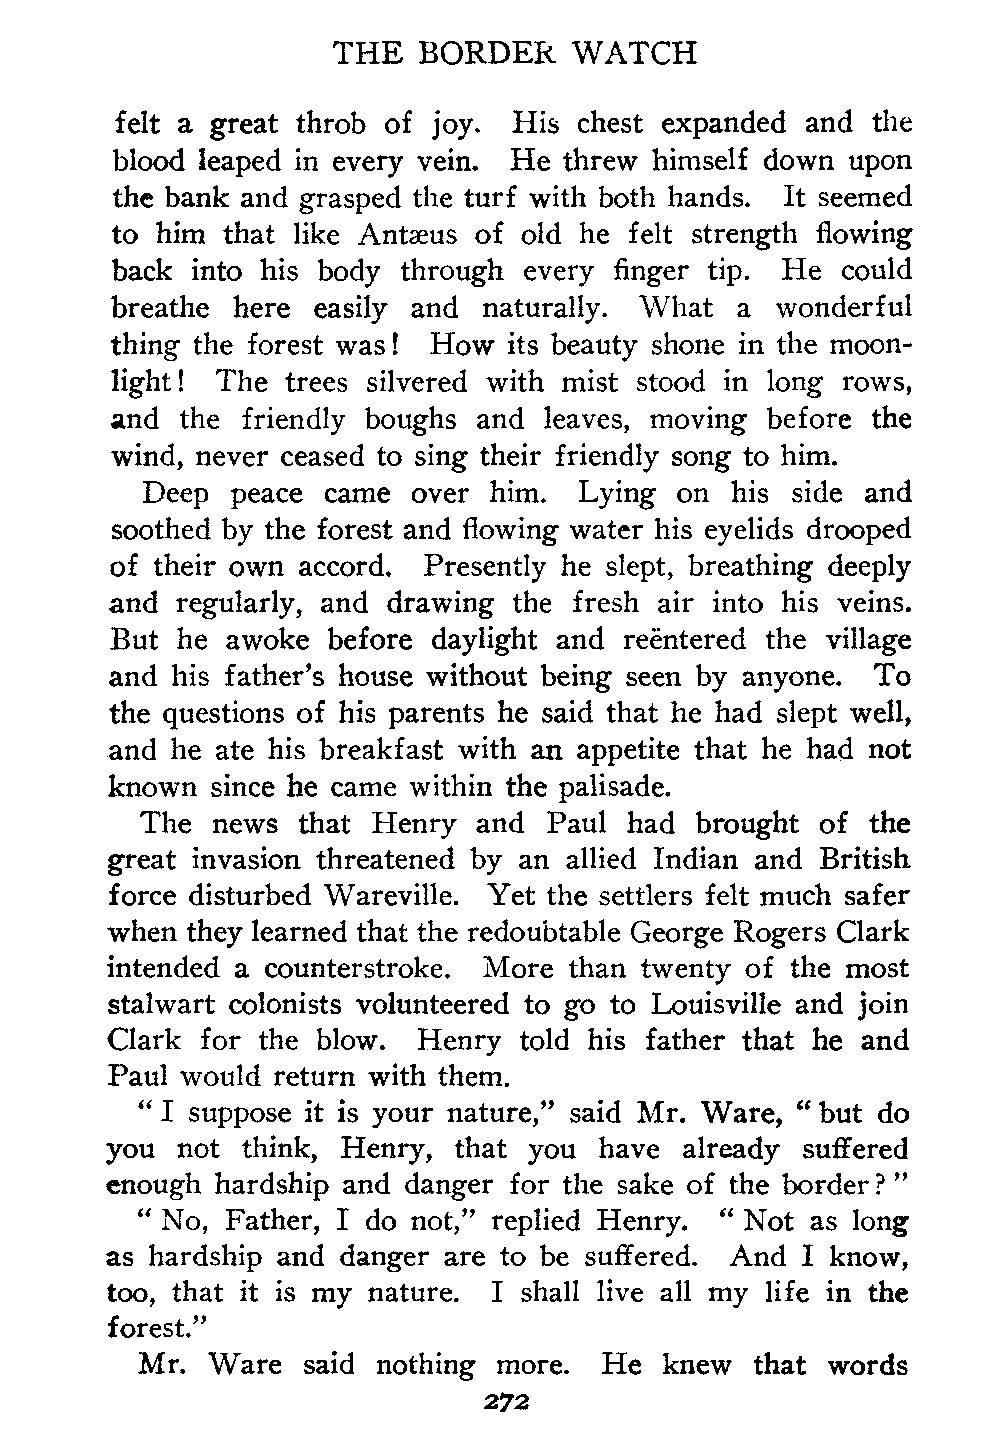 THE BORDER WATCH
felt a great throb of joy. His chest expanded and the
blood leaped in every vein. He threw himself down upon
the bank and grasped the turf with both hands. It seemed
to him that like Antæus of old he felt strength flowing
back into his body through every finger tip. He could
breathe here easily and naturally. What a wonderful
thing the forest was! How its beauty shone in the moon-
light! The trees silvered with mist stood in long rows,
and the friendly boughs and leaves, moving before the
wind, never ceased to sing their friendly song to him.
Deep peace came over him. Lying on his side and
soothed by the forest and flowing water his eyelids drooped
of their own accord. Presently he slept, breathing deeply
and regularly, and drawing the fresh air into his veins.
But he awoke before daylight and reëntered the village
and his father's house without being seen by anyone. To
the questions of his parents he said that he had slept well,
and he ate his breakfast with an appetite that he had not
known since he came within the palisade.
The news that Henry and Paul had brought of the
great invasion threatened by an allied Indian and British
force disturbed Wareville. Yet the settlers felt much safer
when they learned that the redoubtable George Rogers Clark
intended a counterstroke. More than twenty of the most
stalwart colonists volunteered to go to Louisville and join
Clark for the blow. Henry told his father that he and
Paul would return with them.
"I suppose it is your nature," said Mr. Ware, "but do
you not think, Henry, that you have already suffered
enough hardship and danger for the sake of the border?"
"No, Father, I do not," replied Henry. "Not as long
as hardship and danger are to be suffered. And I know,
too, that it is my nature. I shall live all my life in the
forest."
Mr. Ware said nothing more. He knew that words
272